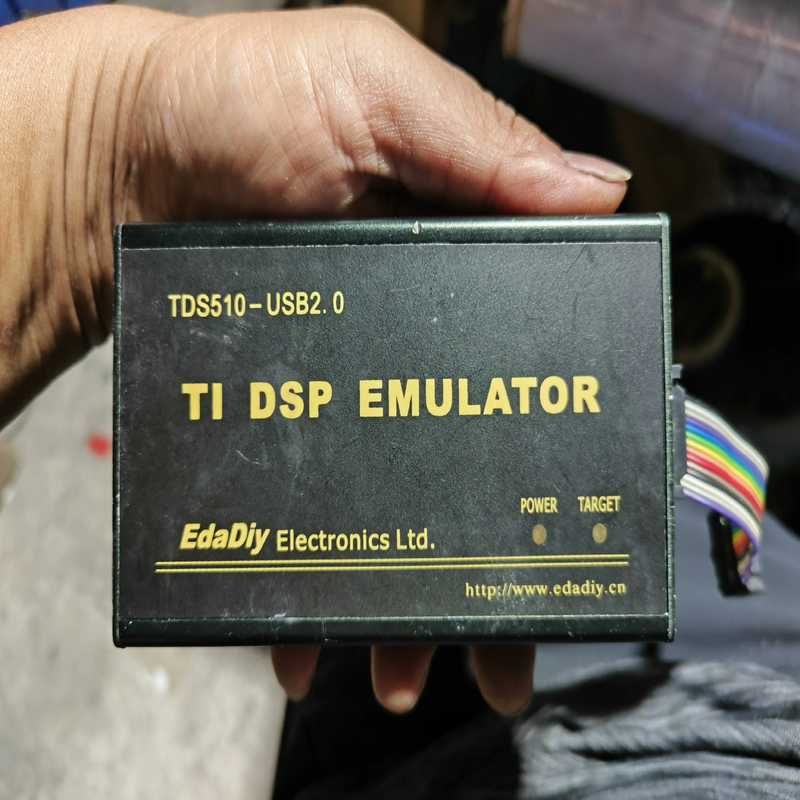 TDS510-USB2.0
TI DSP EMULATOR
POWER TARGET
EdaDiy Electronics Ltd.
http://www.edadiy.cn